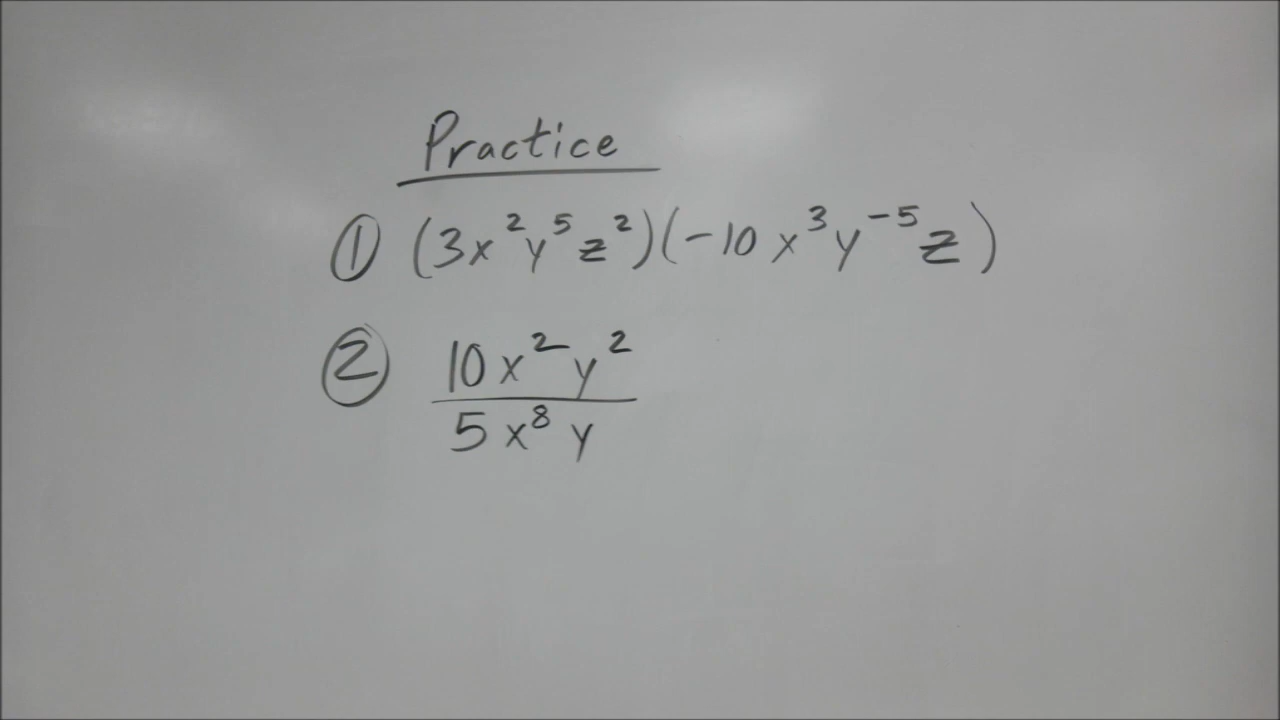 Practice
① (3x²y⁵z²)(-10x³y⁻⁵z)
② 10x²y²
5x⁸y